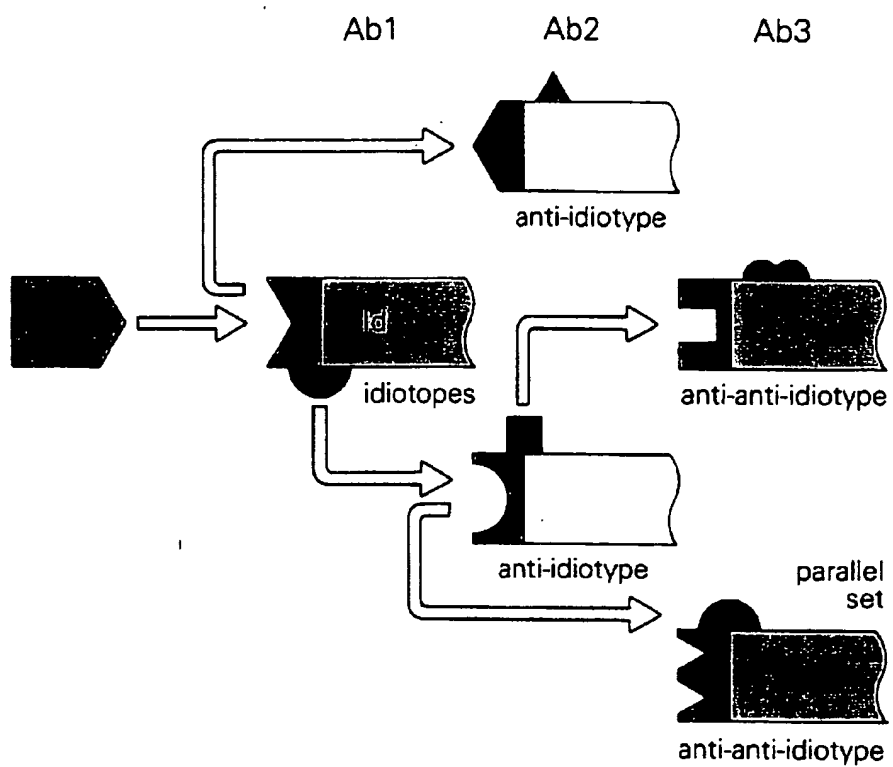 Ab1 Ab2 Ab3
anti-idiotype
Id
idiotopes
anti-anti-idiotype
anti-idiotype
parallel
set
anti-anti-idiotype